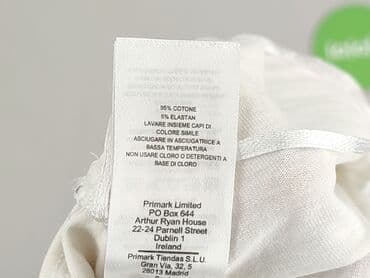 95% COTONE
5% ELASTAN
LAVARE INSIEME CAPI DI
COLORE SIMILE
ASCIUGARE IN ASCIUGATRICE A
BASSA TEMPERATURA
NON USARE CLORO O DETERGENTI A
BASE DI CLORO
Primark Limited
PO Box 644
Arthur Ryan House
22-24 Parnell Street
Dublin 1
Ireland
Primark Tiendas S.L.U.
Gran Via, 32, 5
28013 Madrid